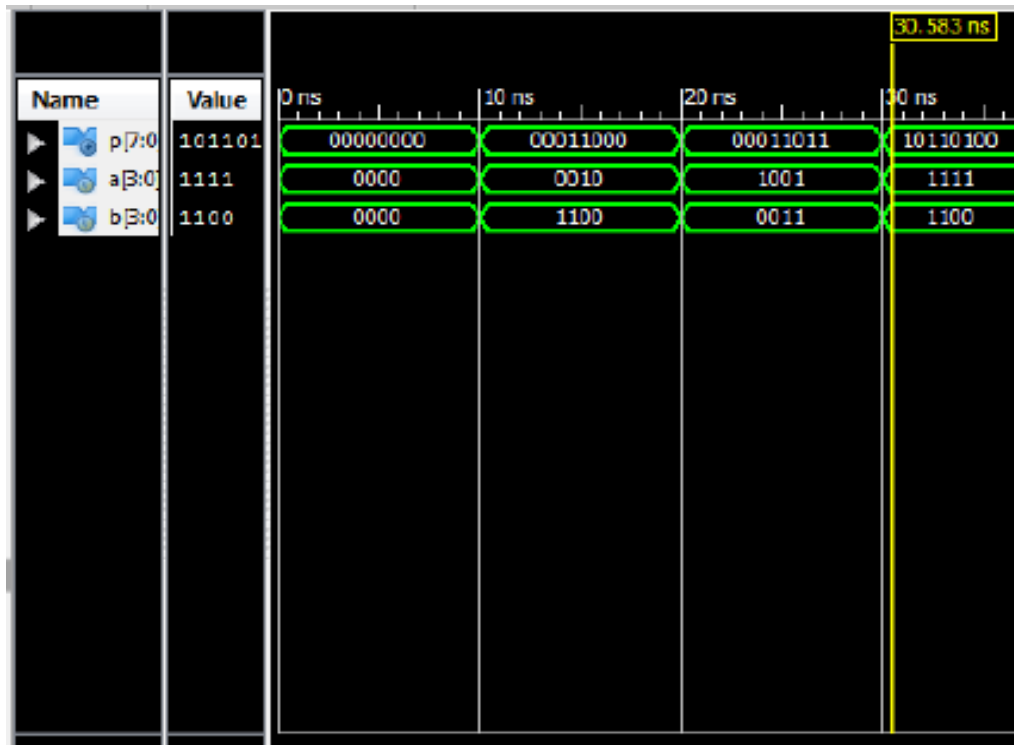 30.583 ns
Name Value 0 ns 10 ns 20 ns 30 ns
p[7:0 101101 00000000 00011000 00011011 10110100
a[3:0] 1111 0000 0010 1001 1111
b[3:0 1100 0000 1100 0011 1100